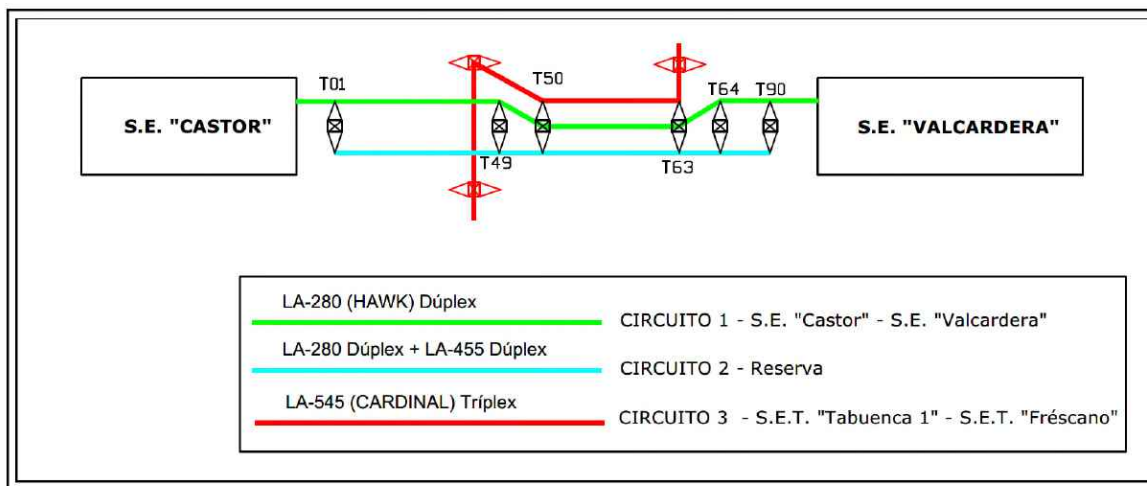 T01
T50
T64
T90
S.E. "CASTOR"
S.E. "VALCARDERA"
T49
T63
LA-280 (HAWK) Dúplex
CIRCUITO 1 - S.E. "Castor" - S.E. "Valcardera"
LA-280 Dúplex + LA-455 Dúplex
CIRCUITO 2 - Reserva
LA-545 (CARDINAL) Tríplex
CIRCUITO 3 - S.E.T. "Tabuenca 1" - S.E.T. "Fréscano"